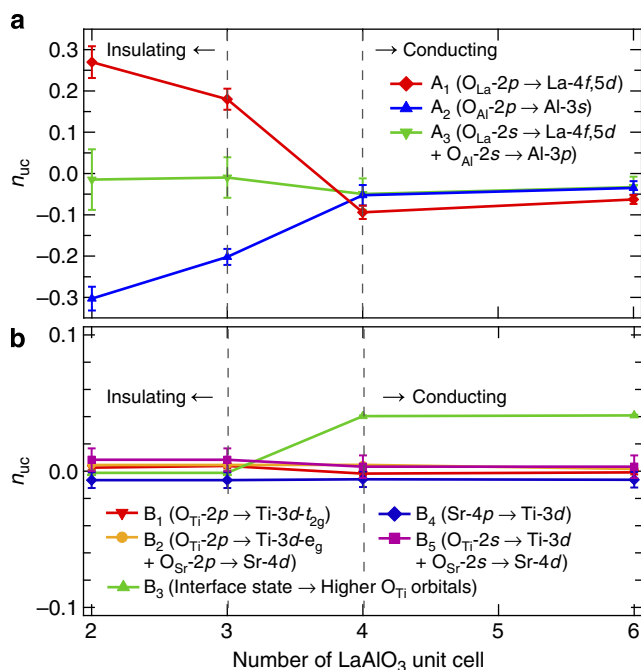 a
0.3
0.2
0.1
0.0
−0.1
−0.2
−0.3
n_uc
Insulating ←
→ Conducting
A₁ (O_La-2p → La-4f,5d)
A₂ (O_Al-2p → Al-3s)
A₃ (O_La-2s → La-4f,5d
+ O_Al-2s → Al-3p)
b
0.1
0.0
−0.1
n_uc
Insulating ←
→ Conducting
B₁ (O_Ti-2p → Ti-3d-t_2g)
B₂ (O_Ti-2p → Ti-3d-e_g
+ O_Sr-2p → Sr-4d)
B₃ (Interface state → Higher O_Ti orbitals)
B₄ (Sr-4p → Ti-3d)
B₅ (O_Ti-2s → Ti-3d
+ O_Sr-2s → Sr-4d)
2 3 4 5 6
Number of LaAlO₃ unit cell